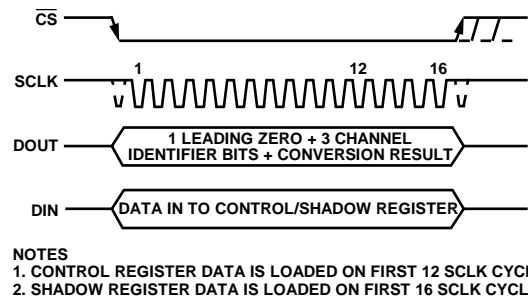 CS
1 12 16
SCLK
DOUT
1 LEADING ZERO + 3 CHANNEL
IDENTIFIER BITS + CONVERSION RESULT
DIN
DATA IN TO CONTROL/SHADOW REGISTER
NOTES
1. CONTROL REGISTER DATA IS LOADED ON FIRST 12 SCLK CYCL
2. SHADOW REGISTER DATA IS LOADED ON FIRST 16 SCLK CYCL